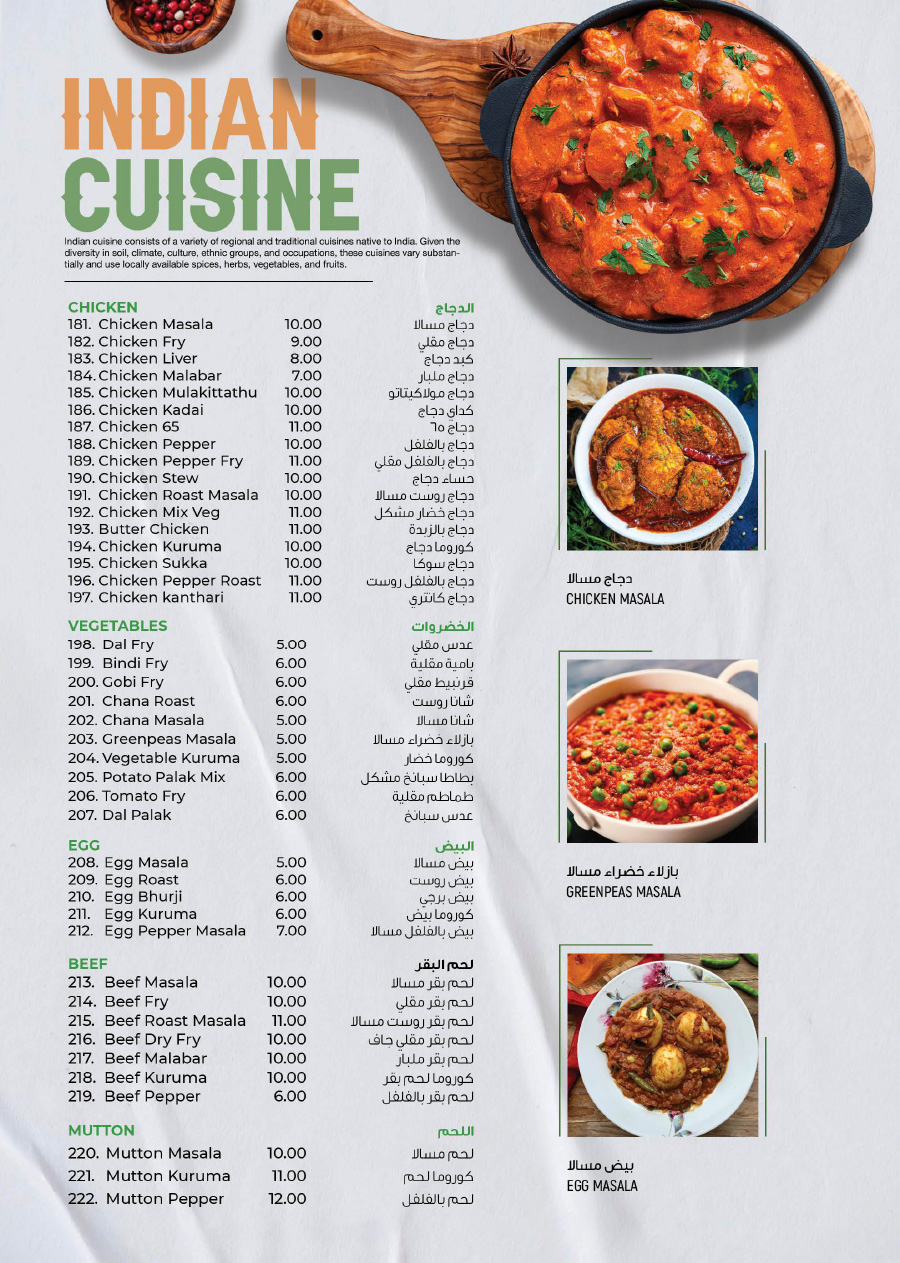 INDIAN
CUISINE
Indian cuisine consists of a variety of regional and traditional cuisines native to India. Given the
diversity in soil, climate, culture, ethnic groups, and occupations, these cuisines vary substan-
tially and use locally available spices, herbs, vegetables, and fruits.
CHICKEN الدجاج
181. Chicken Masala 10.00 دجاج مسالا
182. Chicken Fry 9.00 دجاج مقلي
183. Chicken Liver 8.00 كبد دجاج
184. Chicken Malabar 7.00 دجاج مليبار
185. Chicken Mulakittathu 10.00 دجاج مولاكيتاتو
186. Chicken Kadai 10.00 كداي دجاج
187. Chicken 65 11.00 دجاج ٦٥
188. Chicken Pepper 10.00 دجاج بالفلفل
189. Chicken Pepper Fry 11.00 دجاج بالفلفل مقلي
190. Chicken Stew 10.00 حساء دجاج
191. Chicken Roast Masala 10.00 دجاج روست مسالا
192. Chicken Mix Veg 11.00 دجاج خضار مشكل
193. Butter Chicken 11.00 دجاج بالزبدة
194. Chicken Kuruma 10.00 كوروما دجاج
195. Chicken Sukka 10.00 دجاج سوكا
196. Chicken Pepper Roast 11.00 دجاج بالفلفل روست
197. Chicken kanthari 11.00 دجاج كانتري
VEGETABLES الخضروات
198. Dal Fry 5.00 عدس مقلي
199. Bindi Fry 6.00 بامية مقلية
200. Gobi Fry 6.00 قرنبيط مقلي
201. Chana Roast 6.00 شانا روست
202. Chana Masala 5.00 شانا مسالا
203. Greenpeas Masala 5.00 بازلاء خضراء مسالا
204. Vegetable Kuruma 5.00 كوروما خضار
205. Potato Palak Mix 6.00 بطاطا سبانخ مشكل
206. Tomato Fry 6.00 طماطم مقلية
207. Dal Palak 6.00 عدس سبانخ
EGG البيض
208. Egg Masala 5.00 بيض مسالا
209. Egg Roast 6.00 بيض روست
210. Egg Bhurji 6.00 بيض برجي
211. Egg Kuruma 6.00 كوروما بيض
212. Egg Pepper Masala 7.00 بيض بالفلفل مسالا
BEEF لحم البقر
213. Beef Masala 10.00 لحم بقر مسالا
214. Beef Fry 10.00 لحم بقر مقلي
215. Beef Roast Masala 11.00 لحم بقر روست مسالا
216. Beef Dry Fry 10.00 لحم بقر مقلي جاف
217. Beef Malabar 10.00 لحم بقر مليبار
218. Beef Kuruma 10.00 كوروما لحم بقر
219. Beef Pepper 6.00 لحم بقر بالفلفل
MUTTON اللحم
220. Mutton Masala 10.00 لحم مسالا
221. Mutton Kuruma 11.00 كوروما لحم
222. Mutton Pepper 12.00 لحم بالفلفل
دجاج مسالا
CHICKEN MASALA
بازلاء خضراء مسالا
GREENPEAS MASALA
بيض مسالا
EGG MASALA